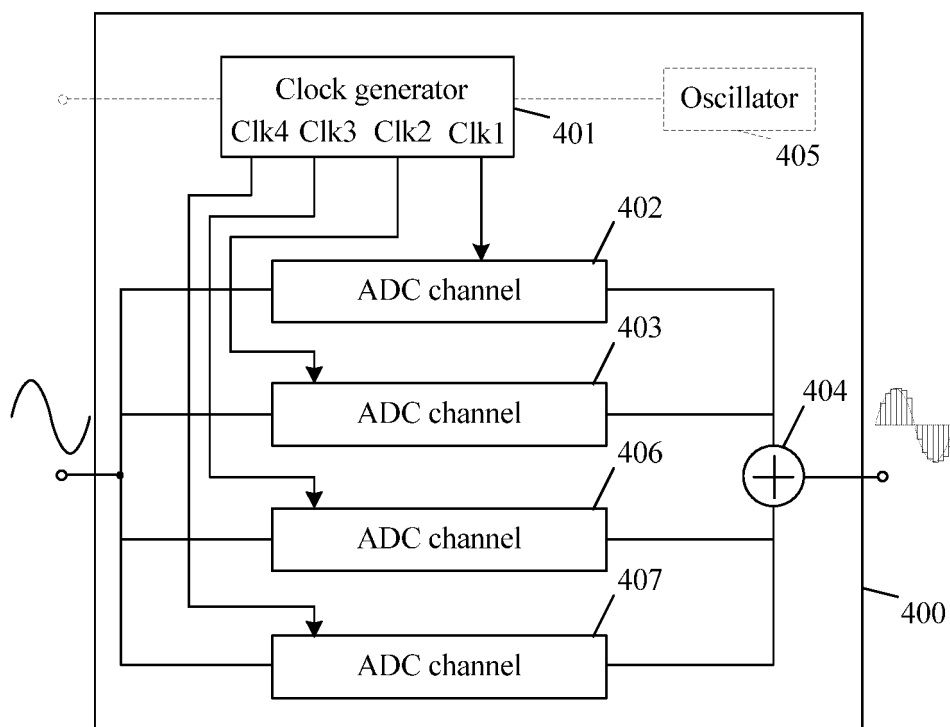 Clock generator
Clk4 Clk3 Clk2 Clk1
401
Oscillator
405
402
ADC channel
403
ADC channel
404
406
ADC channel
407
ADC channel
400